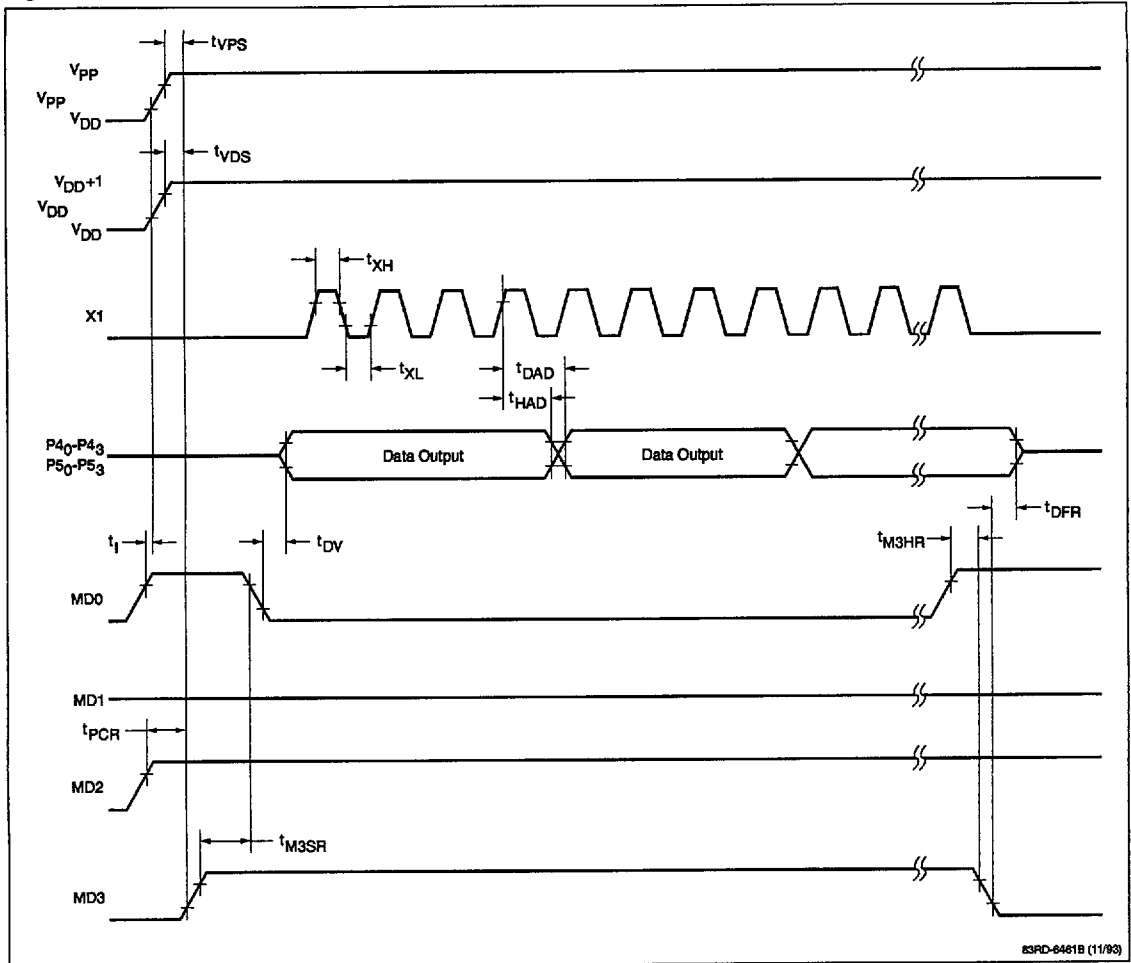 tVPS
VPP
VPP
VDD
tVDS
VDD+1
VDD
VDD
tXH
X1
tXL
tDAD
tHAD
P40-P43
P50-P53
Data Output
Data Output
tDFR
tI
tDV
tM3HR
MD0
MD1
tPCR
MD2
tM3SR
MD3
83RD-6461B (11/93)